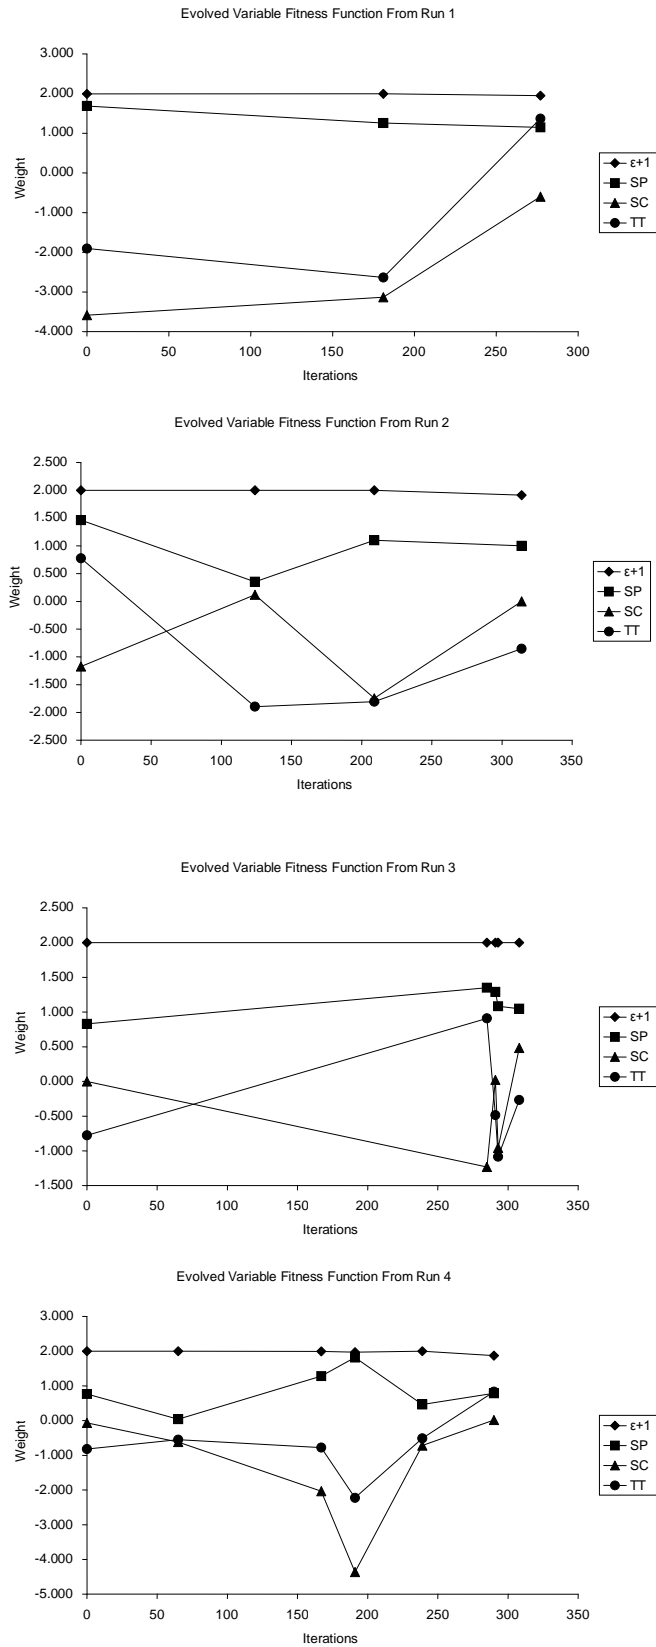 Evolved Variable Fitness Function From Run 1
3.000
2.000
1.000
0.000
-1.000
-2.000
-3.000
-4.000
Weight
0 50 100 150 200 250 300
Iterations
ε+1
SP
SC
TT
Evolved Variable Fitness Function From Run 2
2.500
2.000
1.500
1.000
0.500
0.000
-0.500
-1.000
-1.500
-2.000
-2.500
Weight
0 50 100 150 200 250 300 350
Iterations
ε+1
SP
SC
TT
Evolved Variable Fitness Function From Run 3
2.500
2.000
1.500
1.000
0.500
0.000
-0.500
-1.000
-1.500
Weight
0 50 100 150 200 250 300 350
Iterations
ε+1
SP
SC
TT
Evolved Variable Fitness Function From Run 4
3.000
2.000
1.000
0.000
-1.000
-2.000
-3.000
-4.000
-5.000
Weight
0 50 100 150 200 250 300 350
Iterations
ε+1
SP
SC
TT